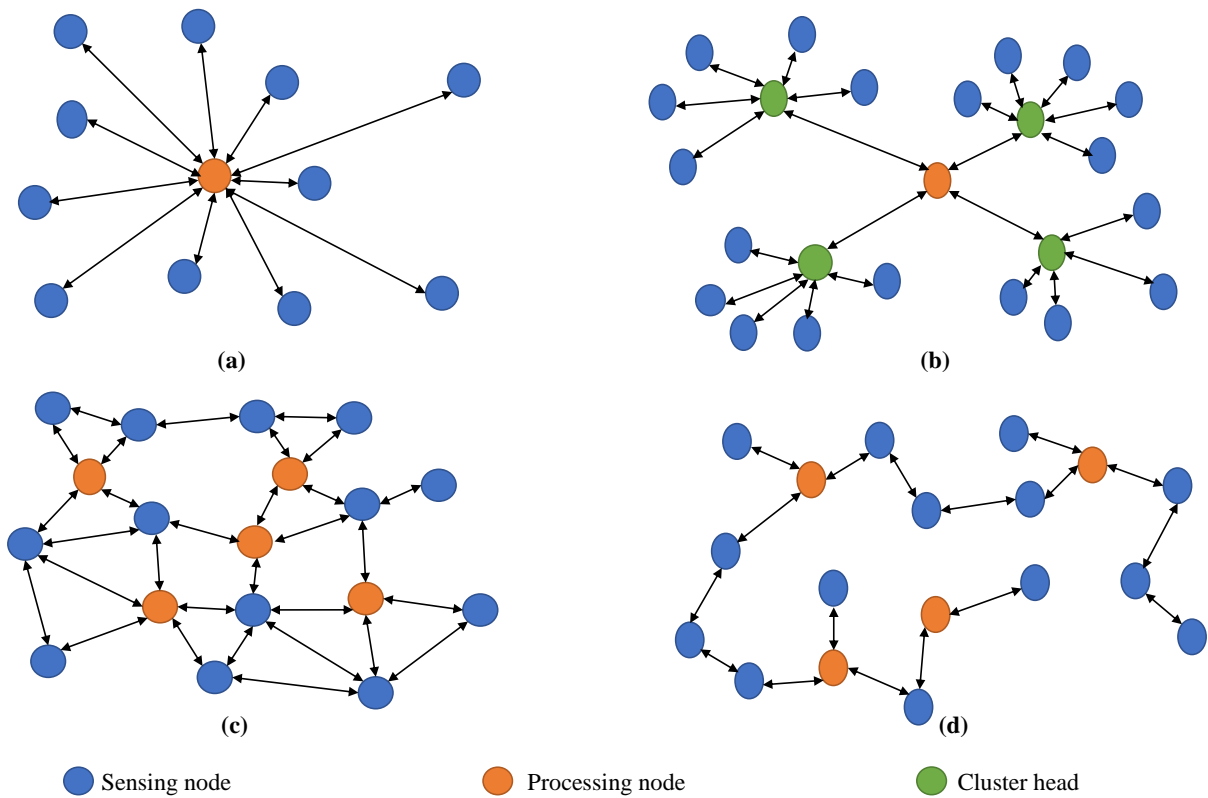 (a)
(b)
(c)
(d)
Sensing node
Processing node
Cluster head